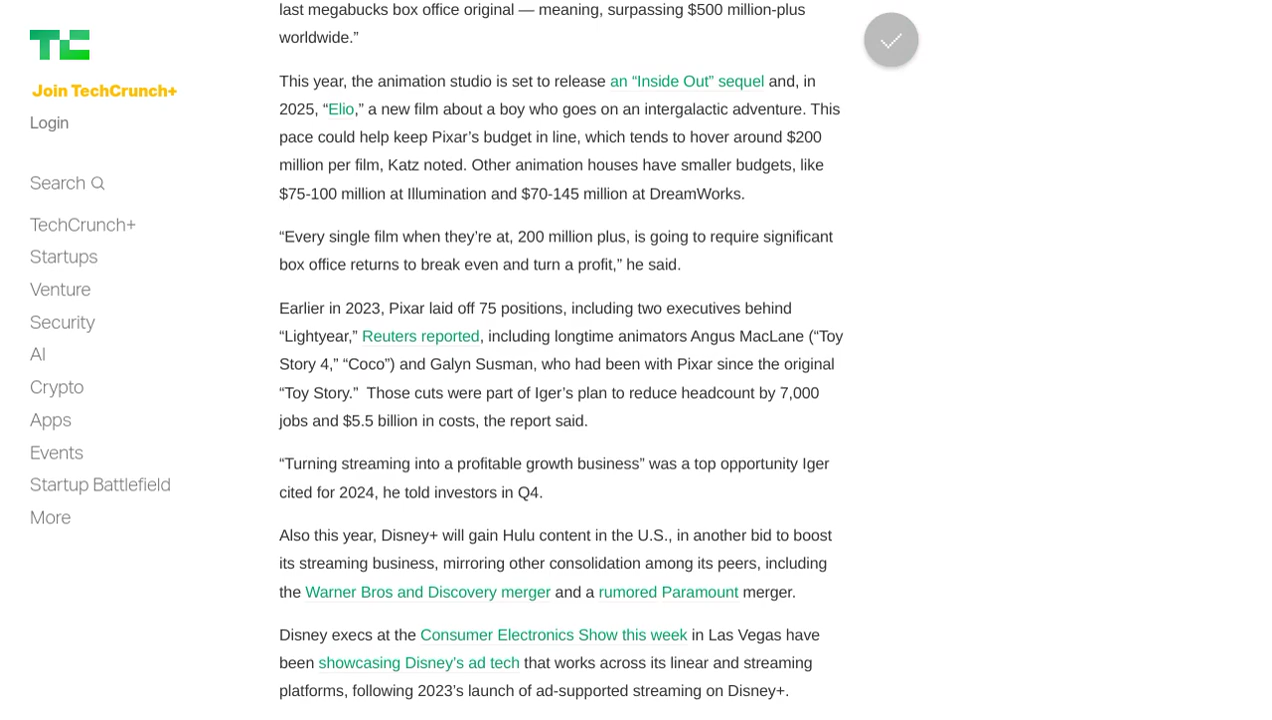 TC
Join TechCrunch+
Login
Search
TechCrunch+
Startups
Venture
Security
AI
Crypto
Apps
Events
Startup Battlefield
More
last megabucks box office original — meaning, surpassing $500 million-plus
worldwide.”
This year, the animation studio is set to release an “Inside Out” sequel and, in
2025, “Elio,” a new film about a boy who goes on an intergalactic adventure. This
pace could help keep Pixar’s budget in line, which tends to hover around $200
million per film, Katz noted. Other animation houses have smaller budgets, like
$75-100 million at Illumination and $70-145 million at DreamWorks.
“Every single film when they’re at, 200 million plus, is going to require significant
box office returns to break even and turn a profit,” he said.
Earlier in 2023, Pixar laid off 75 positions, including two executives behind
“Lightyear,” Reuters reported, including longtime animators Angus MacLane (“Toy
Story 4,” “Coco”) and Galyn Susman, who had been with Pixar since the original
“Toy Story.”  Those cuts were part of Iger’s plan to reduce headcount by 7,000
jobs and $5.5 billion in costs, the report said.
“Turning streaming into a profitable growth business” was a top opportunity Iger
cited for 2024, he told investors in Q4.
Also this year, Disney+ will gain Hulu content in the U.S., in another bid to boost
its streaming business, mirroring other consolidation among its peers, including
the Warner Bros and Discovery merger and a rumored Paramount merger.
Disney execs at the Consumer Electronics Show this week in Las Vegas have
been showcasing Disney’s ad tech that works across its linear and streaming
platforms, following 2023’s launch of ad-supported streaming on Disney+.